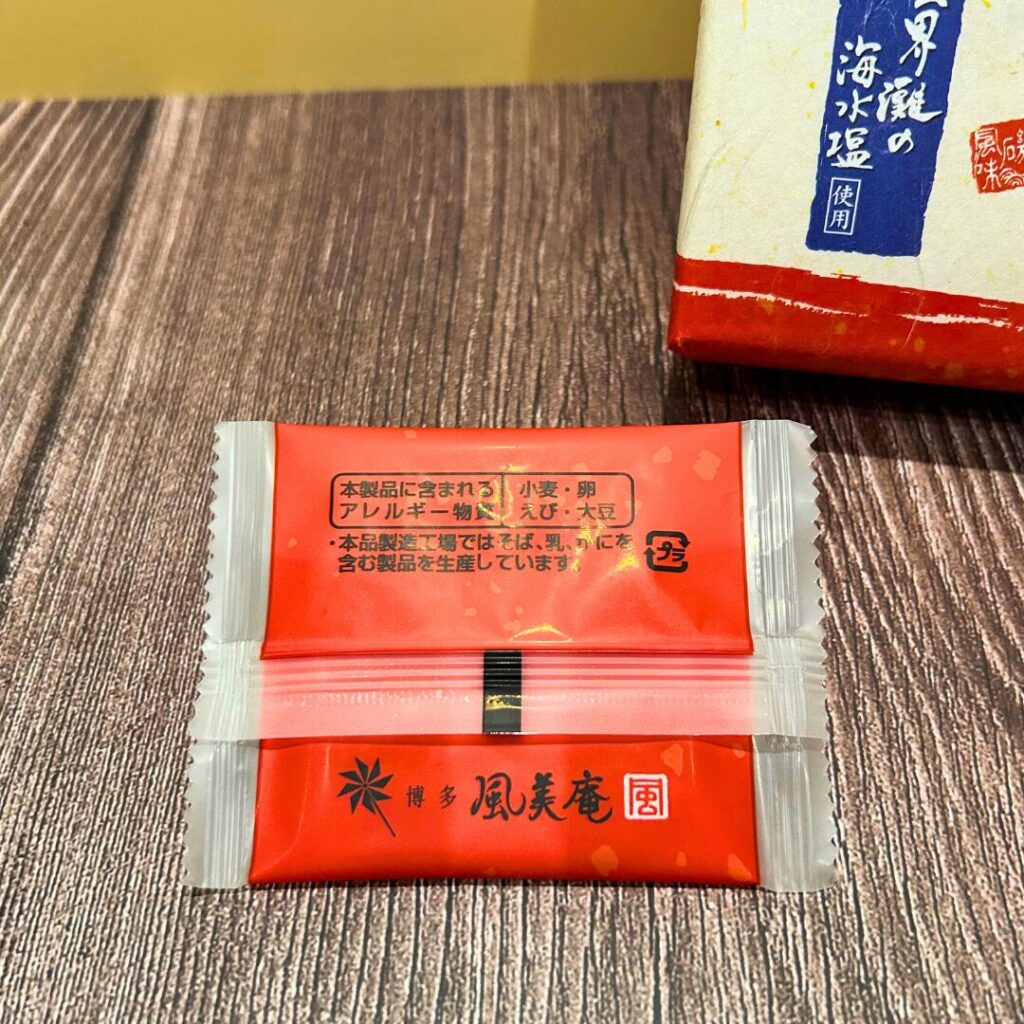 界灘の
海水塩
使用
風味
本製品に含まれる
アレルギー物質
小麦・卵
えび・大豆
・本品製造工場ではそば、乳、かにを
含む製品を生産しています。
プラ
博多 風美庵 風